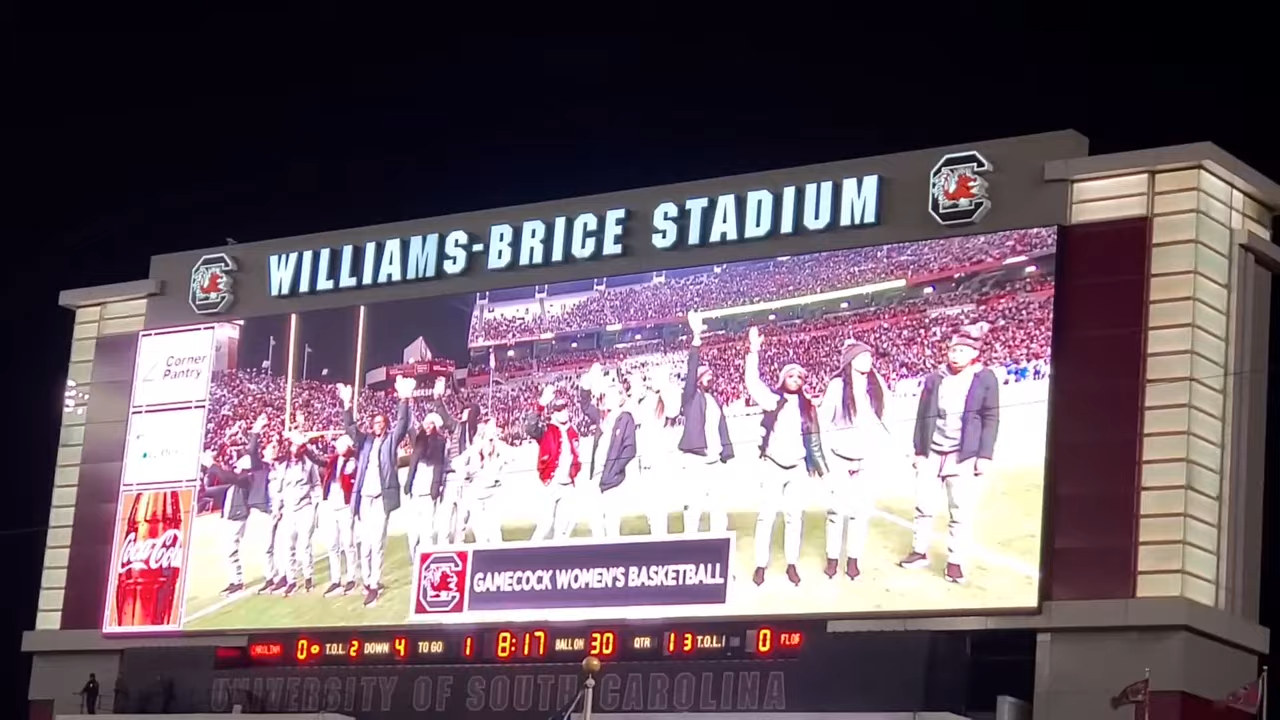 WILLIAMS-BRICE STADIUM
Corner
Pantry
Coca-Cola
GAMECOCK WOMEN'S BASKETBALL
CAROLINA 0 T.O.L. 2 DOWN 4 TO GO 1 8:17 BALL ON 30 QTR 1 3 T.O.L. 0
UNIVERSITY OF SOUTH CAROLINA